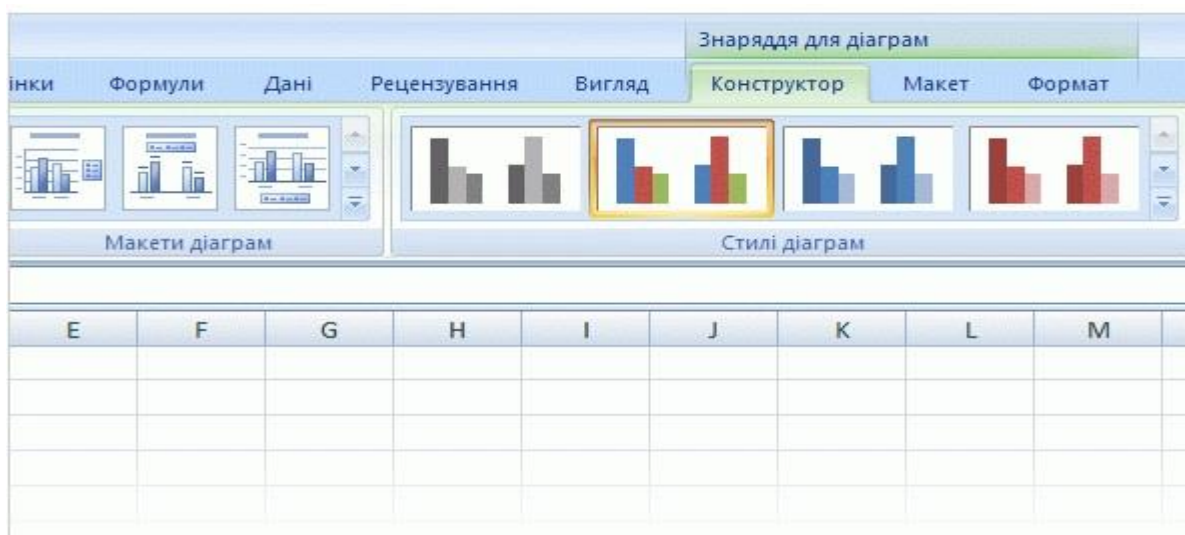 Знаряддя для діаграм
інки Формули Дані Рецензування Вигляд Конструктор Макет Формат
Макети діаграм Стилі діаграм
E F G H I J K L M